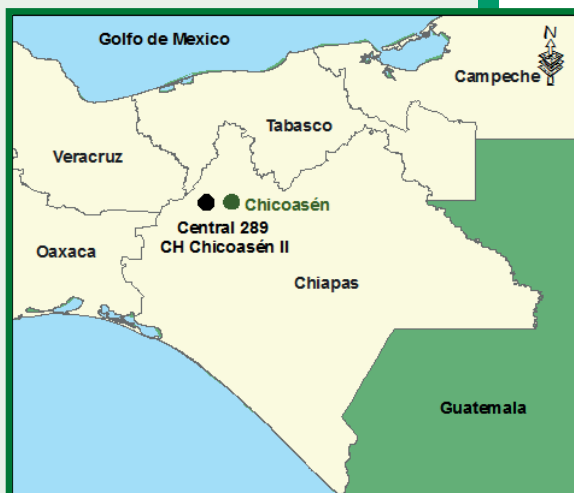 Golfo de Mexico
N
Campeche
Tabasco
Veracruz
Chicoasén
Central 289
CH Chicoasén II
Oaxaca
Chiapas
Guatemala